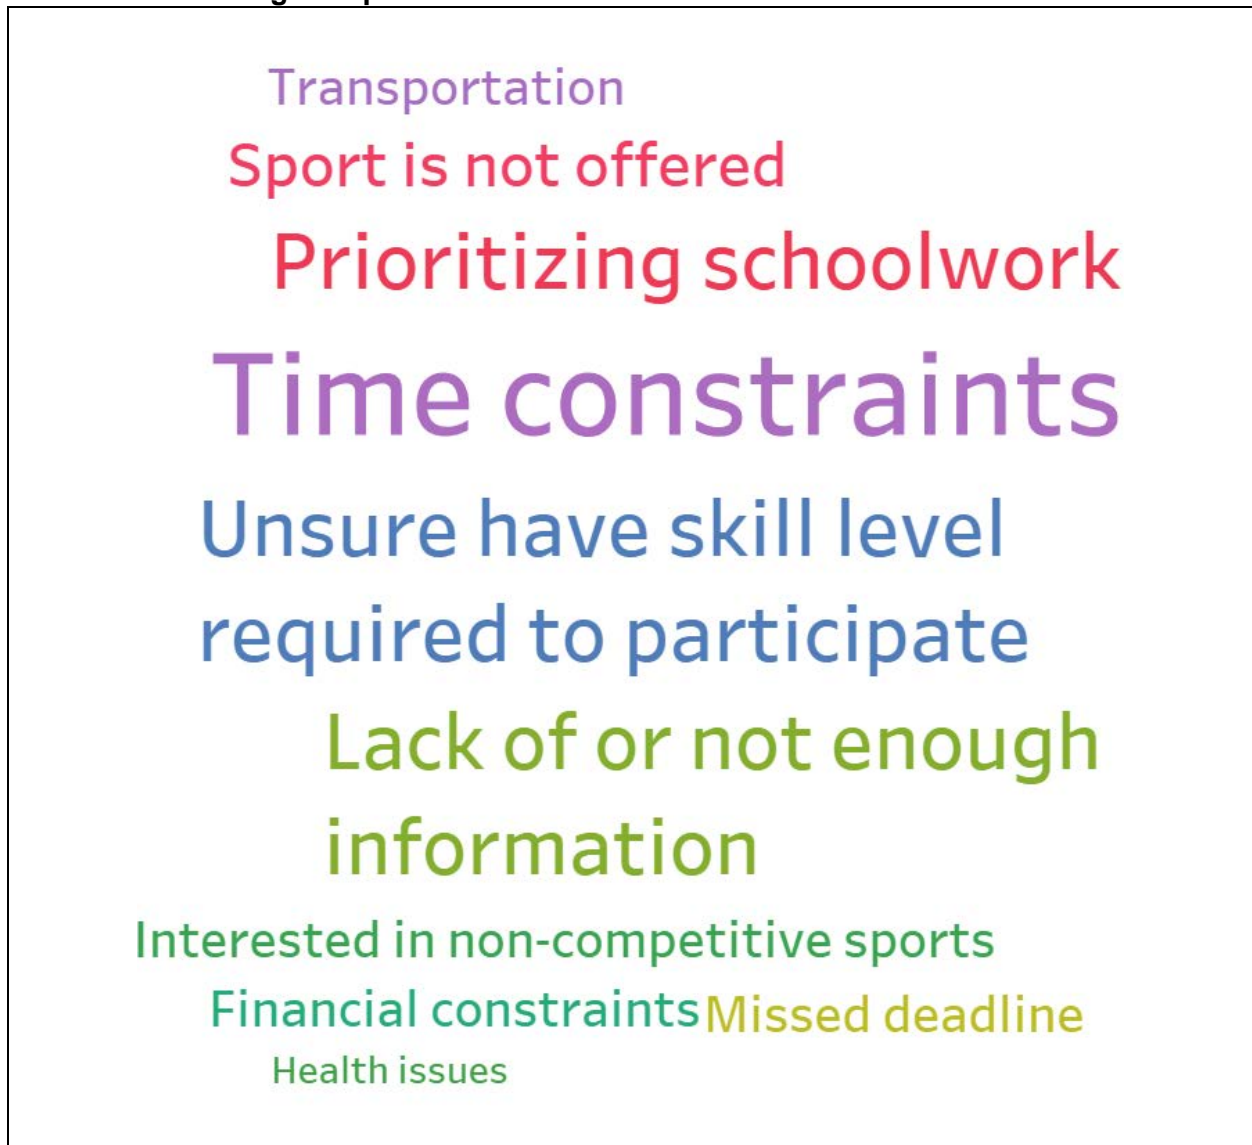 Transportation
Sport is not offered
Prioritizing schoolwork
Time constraints
Unsure have skill level
required to participate
Lack of or not enough
information
Interested in non-competitive sports
Financial constraints Missed deadline
Health issues